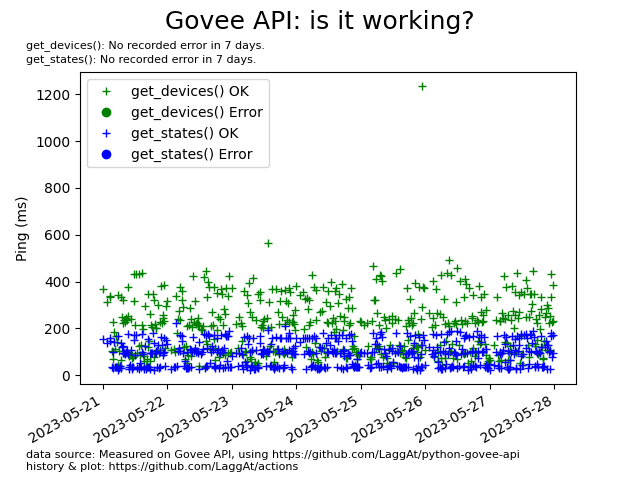 Govee API: is it working?
get_devices(): No recorded error in 7 days.
get_states(): No recorded error in 7 days.
get_devices() OK
get_devices() Error
get_states() OK
get_states() Error
1200
1000
800
600
400
200
0
Ping (ms)
2023-05-21
2023-05-22
2023-05-23
2023-05-24
2023-05-25
2023-05-26
2023-05-27
2023-05-28
data source: Measured on Govee API, using https://github.com/LaggAt/python-govee-api
history & plot: https://github.com/LaggAt/actions